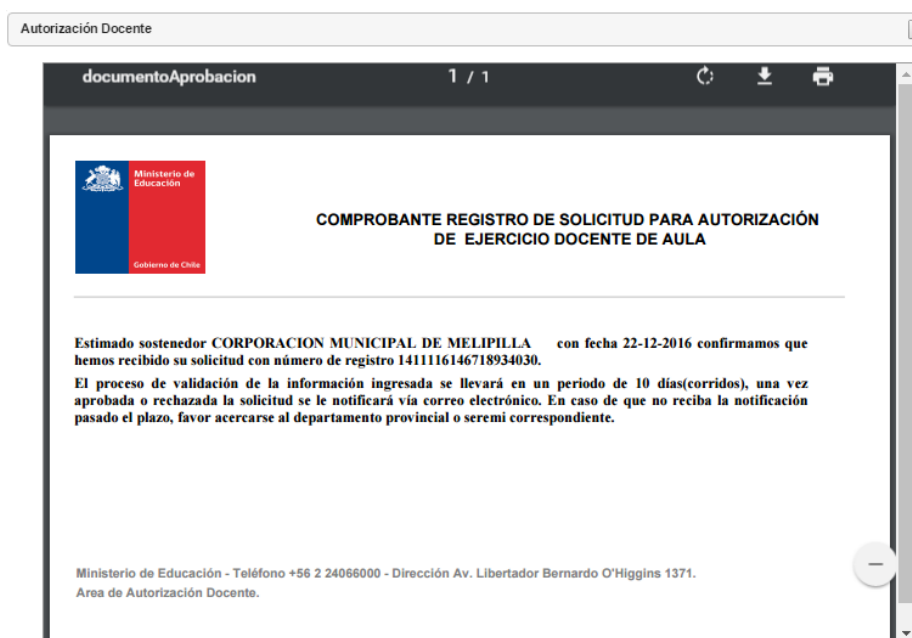 Autorización Docente
documentoAprobacion 1 / 1
Ministerio de
Educación
Gobierno de Chile
COMPROBANTE REGISTRO DE SOLICITUD PARA AUTORIZACIÓN
DE EJERCICIO DOCENTE DE AULA
Estimado sostenedor CORPORACION MUNICIPAL DE MELIPILLA con fecha 22-12-2016 confirmamos que
hemos recibido su solicitud con número de registro 1411116146718934030.
El proceso de validación de la información ingresada se llevará en un periodo de 10 días(corridos), una vez
aprobada o rechazada la solicitud se le notificará vía correo electrónico. En caso de que no reciba la notificación
pasado el plazo, favor acercarse al departamento provincial o seremi correspondiente.
Ministerio de Educación - Teléfono +56 2 24066000 - Dirección Av. Libertador Bernardo O'Higgins 1371.
Area de Autorización Docente.